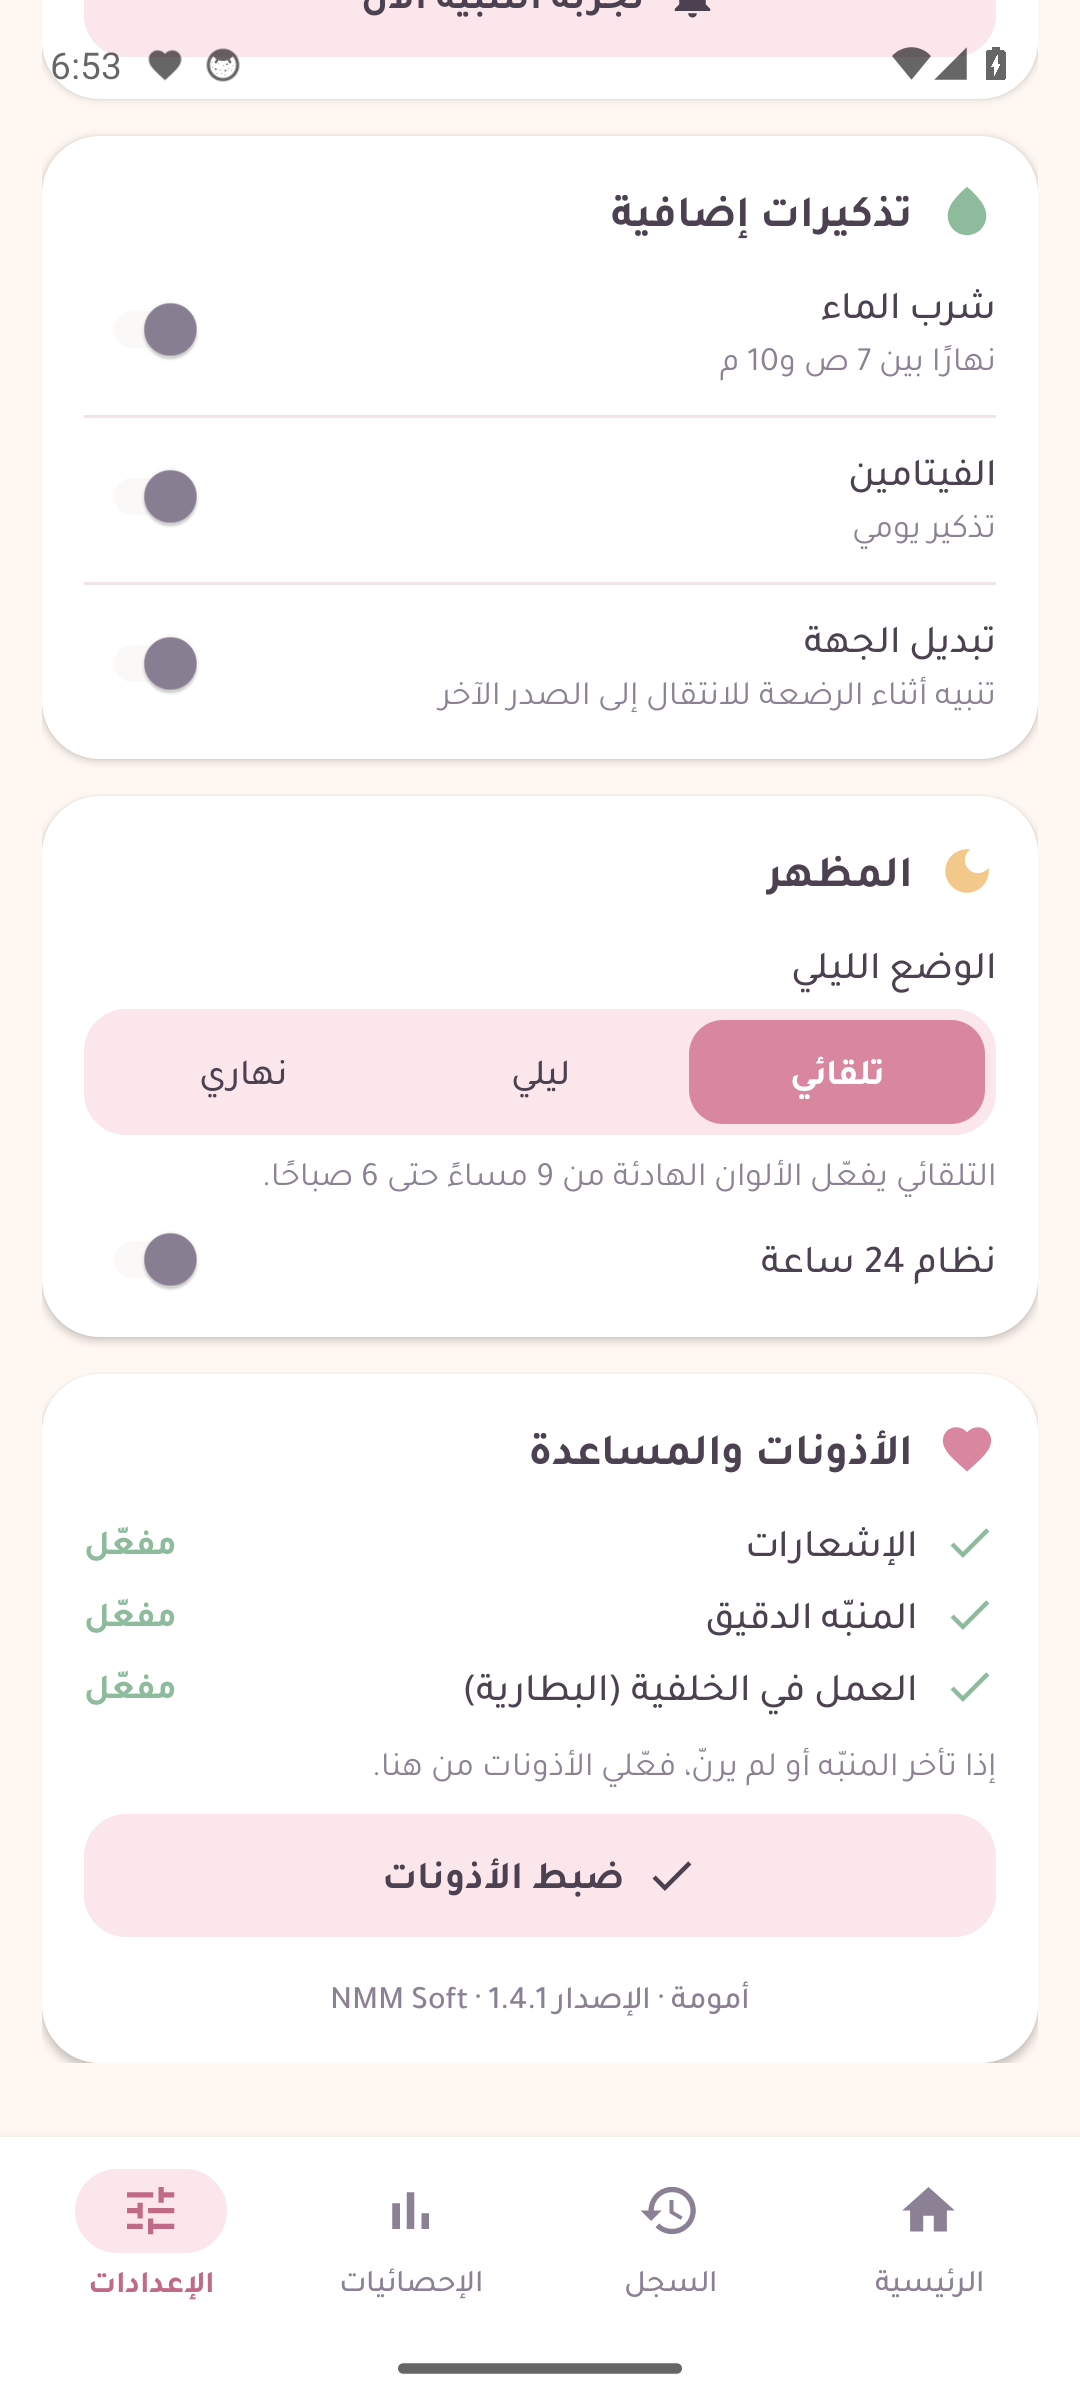 تجربة التنبيه الآن
6:53
تذكيرات إضافية
شرب الماء
نهارًا بين 7 ص و10 م
الفيتامين
تذكير يومي
تبديل الجهة
تنبيه أثناء الرضعة للانتقال إلى الصدر الآخر
المظهر
الوضع الليلي
تلقائي
ليلي
نهاري
التلقائي يفعّل الألوان الهادئة من 9 مساءً حتى 6 صباحًا.
نظام 24 ساعة
الأذونات والمساعدة
الإشعارات مفعّل
المنبّه الدقيق مفعّل
العمل في الخلفية (البطارية) مفعّل
إذا تأخر المنبّه أو لم يرنّ، فعّلي الأذونات من هنا.
ضبط الأذونات
أمومة · الإصدار 1.4.1 · NMM Soft
الرئيسية
السجل
الإحصائيات
الإعدادات